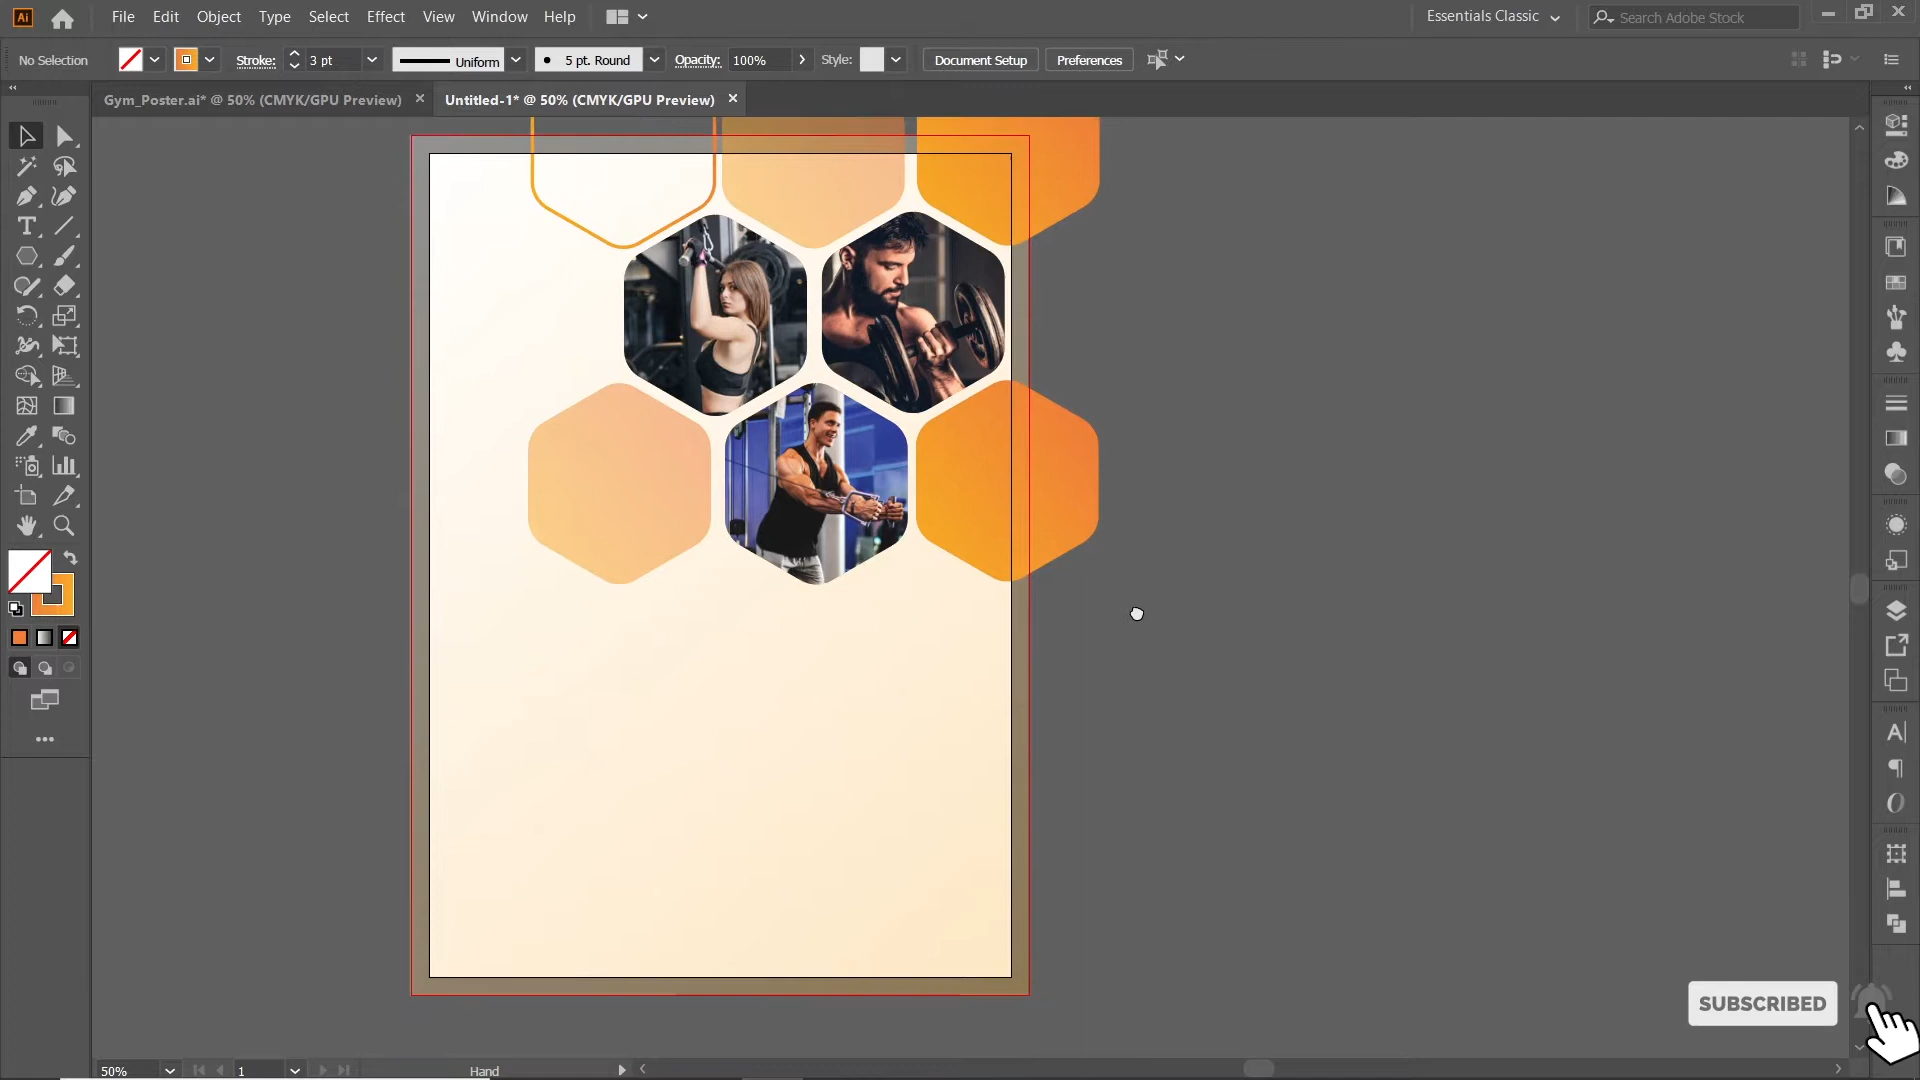 Ai File Edit Object Type Select Effect View Window Help Essentials Classic Search Adobe Stock
No Selection Stroke: 3 pt Uniform 5 pt. Round Opacity: 100% Style: Document Setup Preferences
Gym_Poster.ai* @ 50% (CMYK/GPU Preview) Untitled-1* @ 50% (CMYK/GPU Preview)
SUBSCRIBED
50% 1 Hand